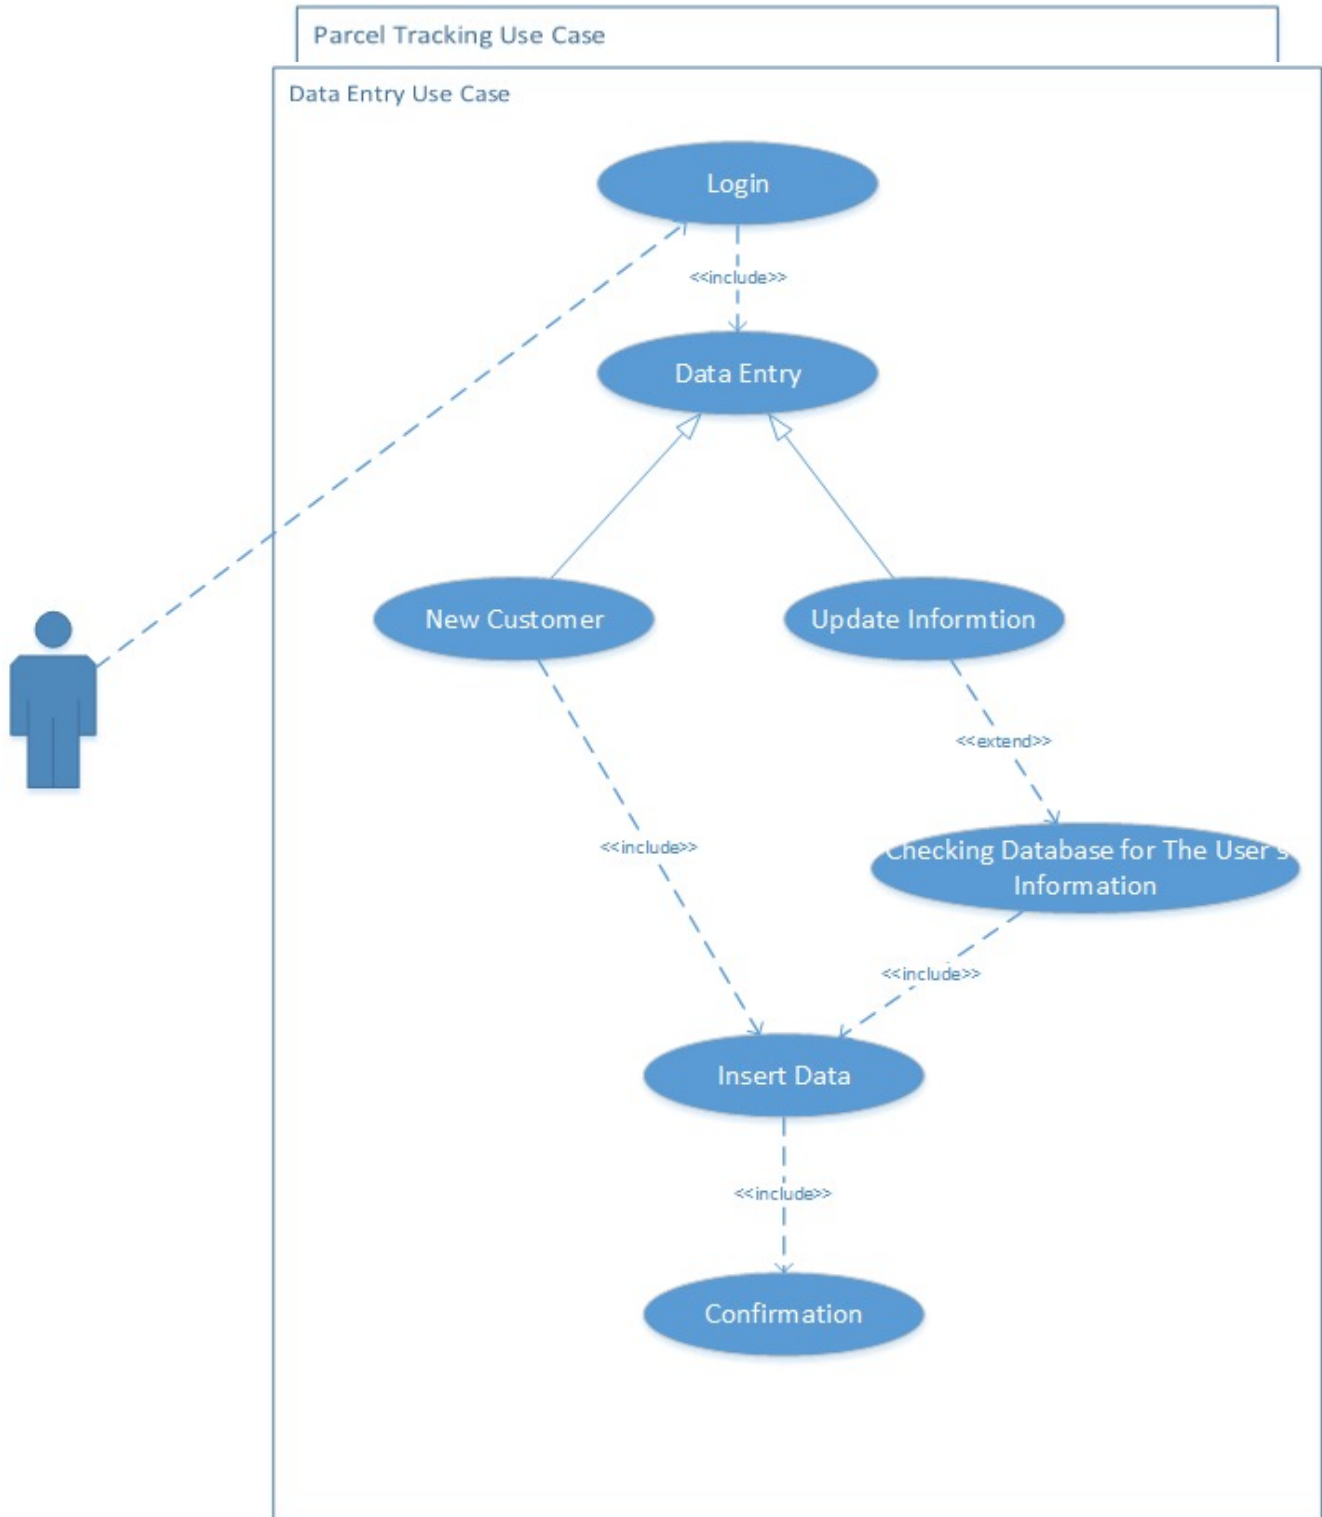 Parcel Tracking Use Case
Data Entry Use Case
Login
<<include>>
Data Entry
New Customer
Update Informtion
<<extend>>
<<include>>
Checking Database for The User's
Information
<<include>>
Insert Data
<<include>>
Confirmation